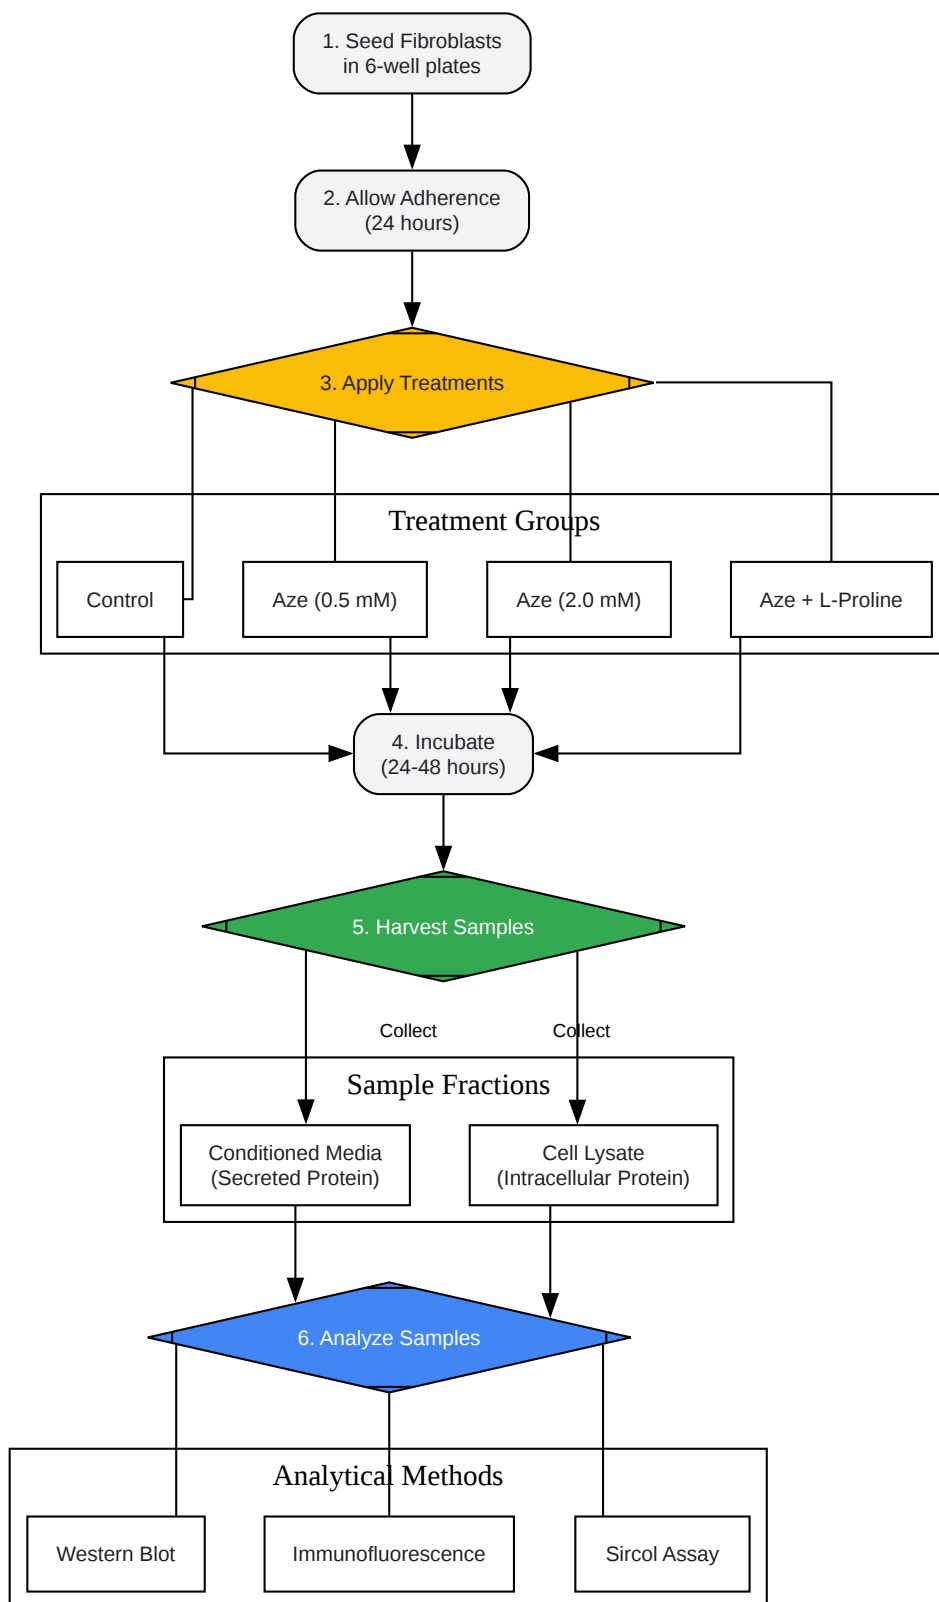 1. Seed Fibroblasts
in 6-well plates
2. Allow Adherence
(24 hours)
3. Apply Treatments
Treatment Groups
Control
Aze (0.5 mM)
Aze (2.0 mM)
Aze + L-Proline
4. Incubate
(24-48 hours)
5. Harvest Samples
Collect
Collect
Sample Fractions
Conditioned Media
(Secreted Protein)
Cell Lysate
(Intracellular Protein)
6. Analyze Samples
Analytical Methods
Western Blot
Immunofluorescence
Sircol Assay